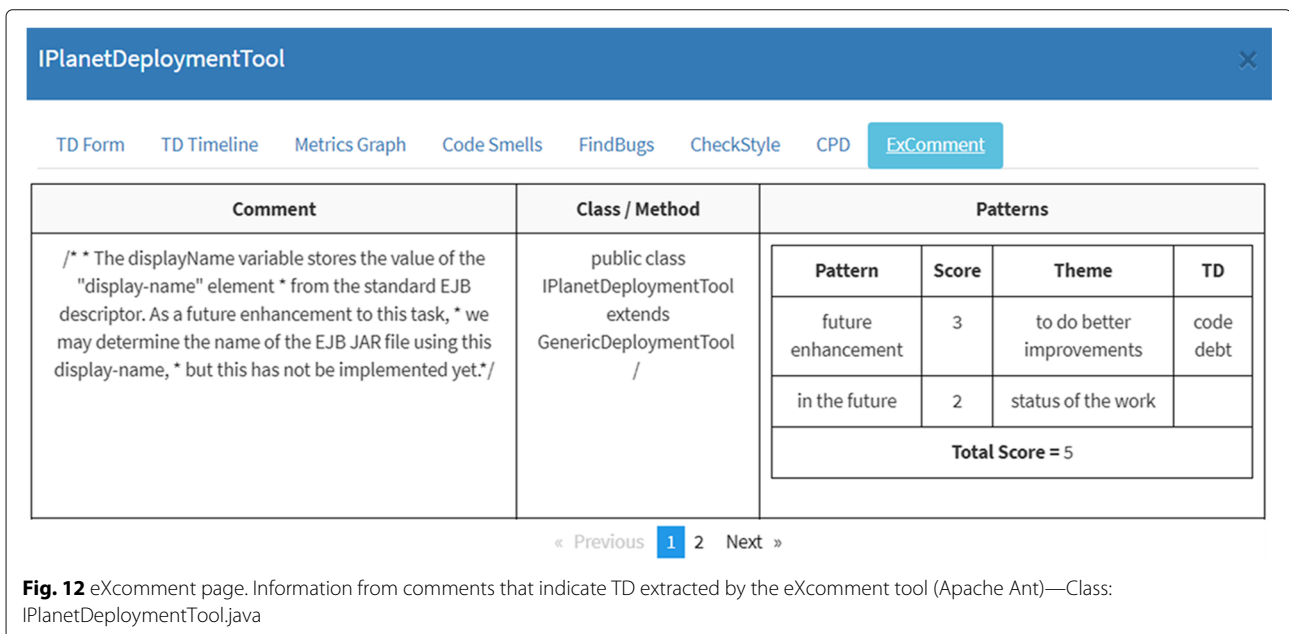 IPlanetDeploymentTool ×
TD Form TD Timeline Metrics Graph Code Smells FindBugs CheckStyle CPD ExComment
Comment Class / Method Patterns
/* * The displayName variable stores the value of the
"display-name" element * from the standard EJB
descriptor. As a future enhancement to this task, * we
may determine the name of the EJB JAR file using this
display-name, * but this has not be implemented yet.*/
public class
IPlanetDeploymentTool
extends
GenericDeploymentTool
/
Pattern Score Theme TD
future
enhancement
3
to do better
improvements
code
debt
in the future 2 status of the work
Total Score = 5
« Previous 1 2 Next »
Fig. 12 eXcomment page. Information from comments that indicate TD extracted by the eXcomment tool (Apache Ant)—Class:
IPlanetDeploymentTool.java